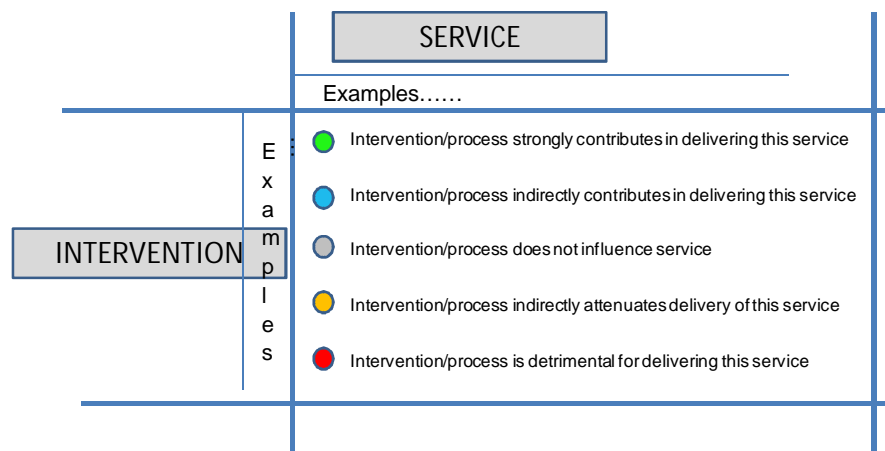 SERVICE
Examples......
Intervention/process strongly contributes in delivering this service
Intervention/process indirectly contributes in delivering this service
Intervention/process does not influence service
Intervention/process indirectly attenuates delivery of this service
Intervention/process is detrimental for delivering this service
INTERVENTION
Examples...